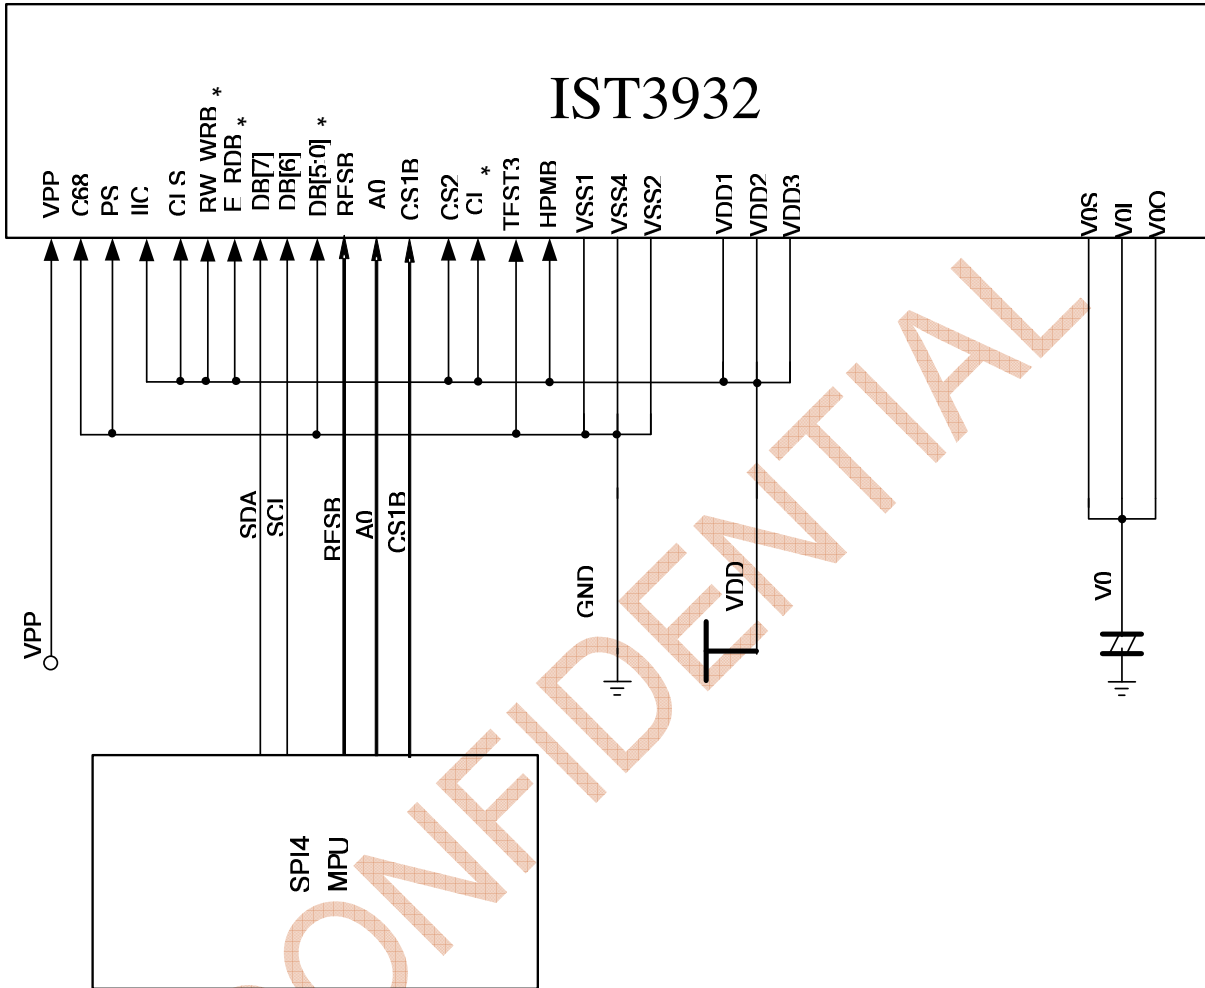 IST3932
VPP
C68
PS
IIC
CLS
RW_WRB *
E_RDB *
DB[7]
DB[6]
DB[5:0] *
RESB
A0
CS1B
CS2
CL *
TEST3
HPMB
VSS1
VSS4
VSS2
VDD1
VDD2
VDD3
V0S
V0I
V0O
SDA
SCL
RESB
A0
CS1B
GND
VDD
V0
VPP
SPI4
MPU
CONFIDENTIAL